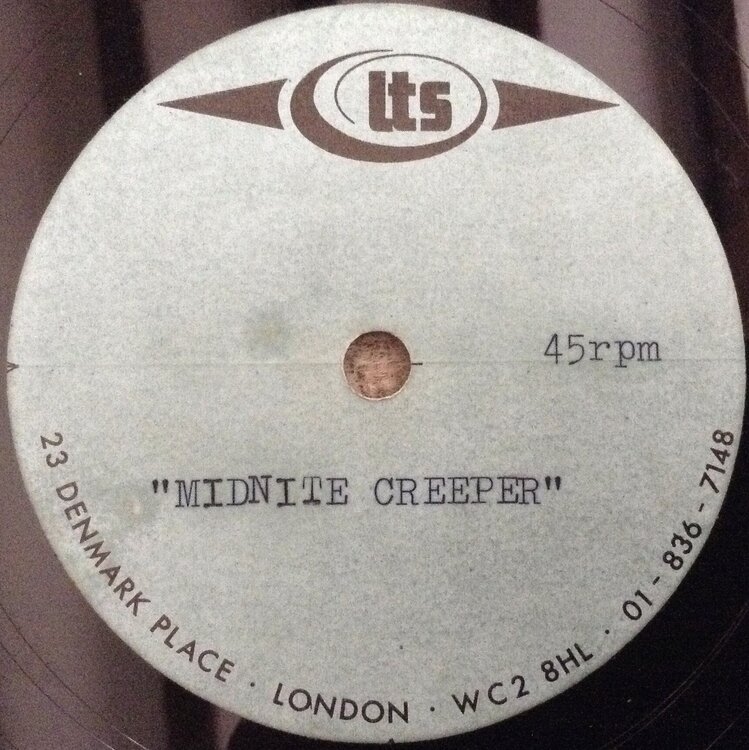 lts
45rpm
"MIDNITE CREEPER"
23 DENMARK PLACE · LONDON · WC2 8HL · 01-836-7148